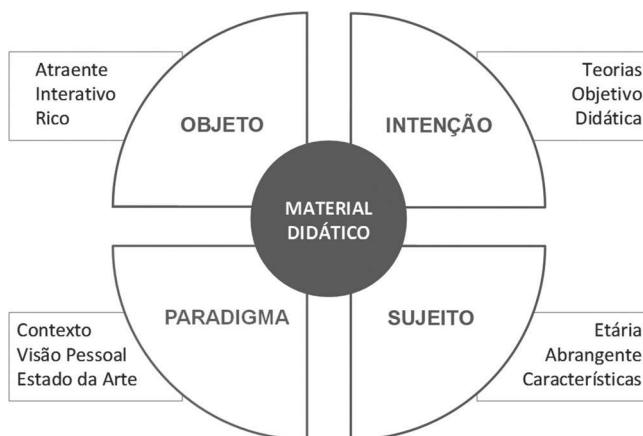 Atraente
Interativo
Rico
OBJETO
Teorias
Objetivo
Didática
INTENÇÃO
MATERIAL
DIDÁTICO
PARADIGMA
Contexto
Visão Pessoal
Estado da Arte
SUJEITO
Etária
Abrangente
Características